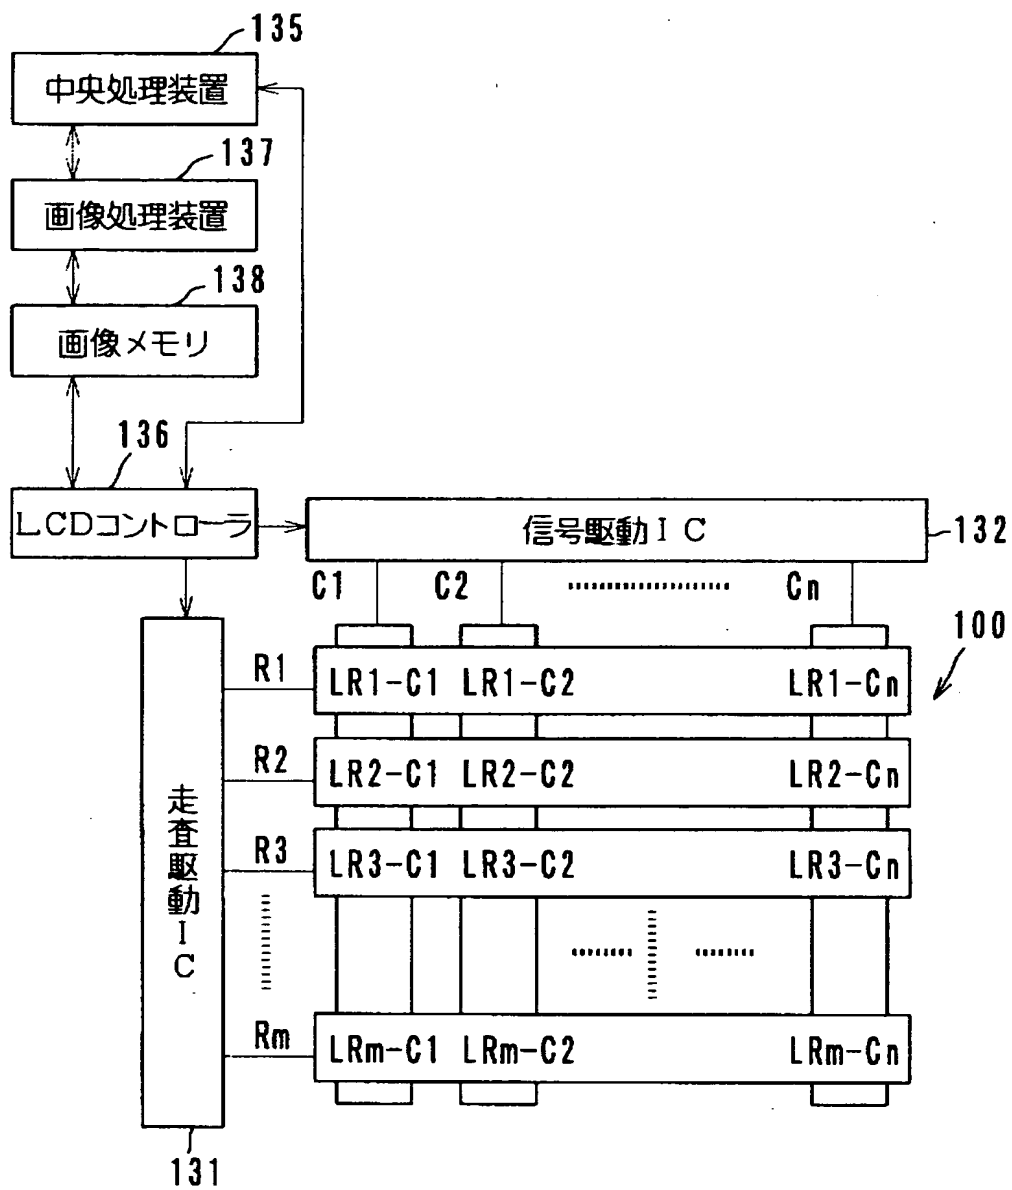 135
中央処理装置
137
画像処理装置
138
画像メモリ
136
LCDコントローラ
信号駆動IC
132
C1 C2 Cn
100
R1 LR1-C1 LR1-C2 LR1-Cn
R2 LR2-C1 LR2-C2 LR2-Cn
R3 LR3-C1 LR3-C2 LR3-Cn
走査駆動IC
Rm LRm-C1 LRm-C2 LRm-Cn
131